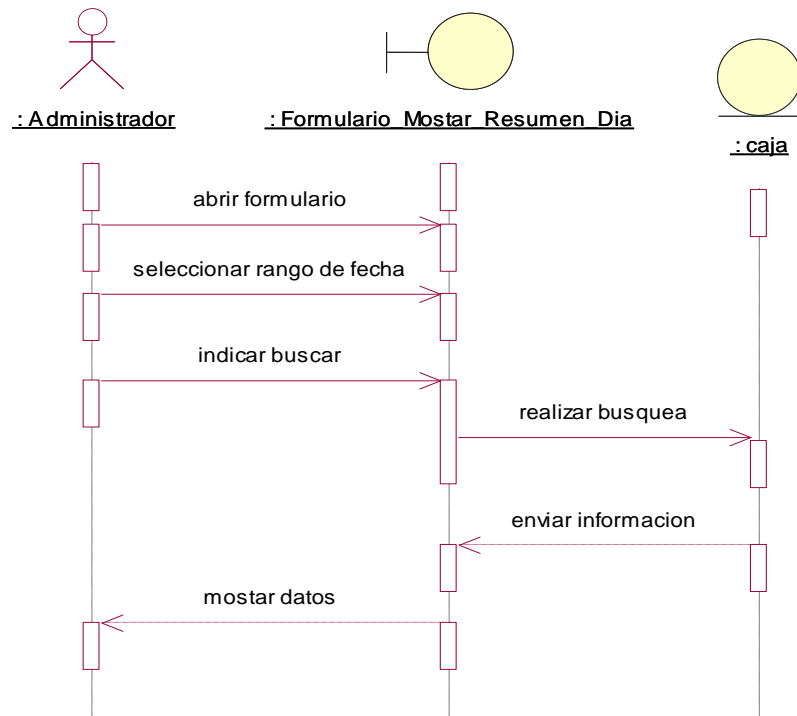 : Administrador
: Formulario_Mostar_Resumen_Dia
: caja
abrir formulario
seleccionar rango de fecha
indicar buscar
realizar busquea
enviar informacion
mostar datos